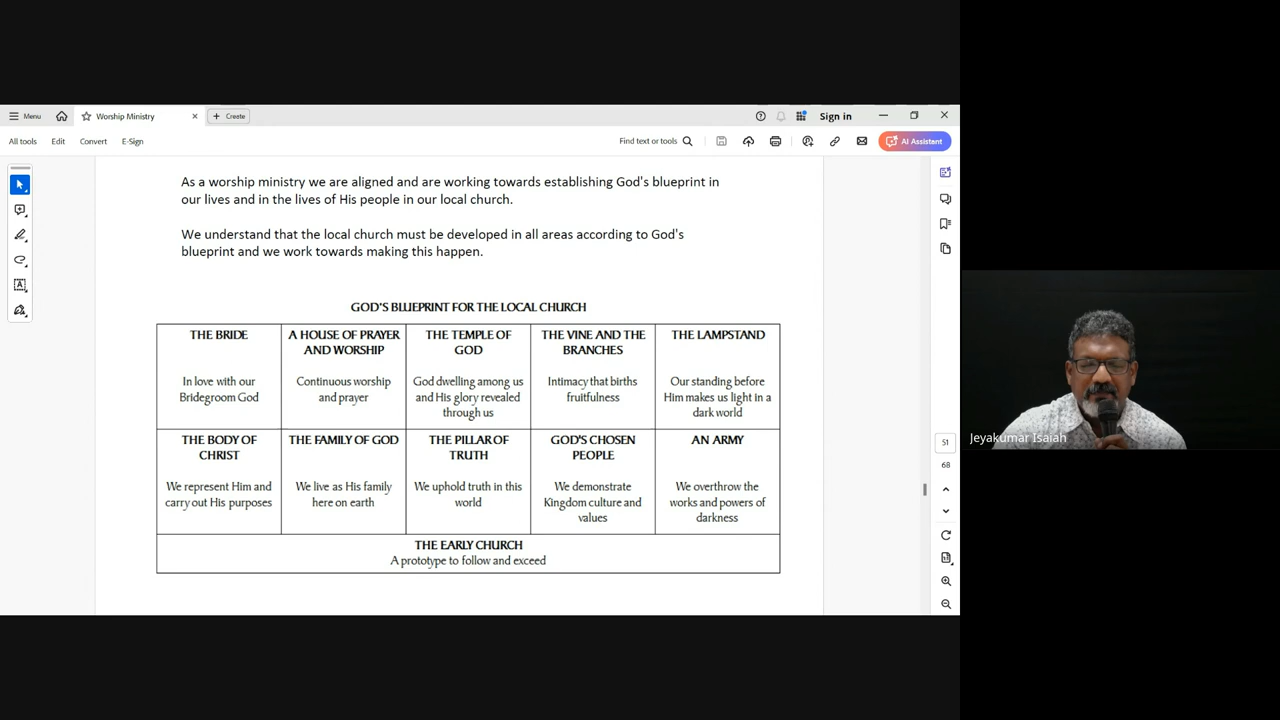 Menu
Worship Ministry
Create
Sign in
All tools
Edit
Convert
E-Sign
Find text or tools
AI Assistant
As a worship ministry we are aligned and are working towards establishing God's blueprint in
our lives and in the lives of His people in our local church.
We understand that the local church must be developed in all areas according to God's
blueprint and we work towards making this happen.
GOD'S BLUEPRINT FOR THE LOCAL CHURCH
THE BRIDE
In love with our
Bridegroom God
A HOUSE OF PRAYER
AND WORSHIP
Continuous worship
and prayer
THE TEMPLE OF
GOD
God dwelling among us
and His glory revealed
through us
THE VINE AND THE
BRANCHES
Intimacy that births
fruitfulness
THE LAMPSTAND
Our standing before
Him makes us light in a
dark world
THE BODY OF
CHRIST
We represent Him and
carry out His purposes
THE FAMILY OF GOD
We live as His family
here on earth
THE PILLAR OF
TRUTH
We uphold truth in this
world
GOD'S CHOSEN
PEOPLE
We demonstrate
Kingdom culture and
values
AN ARMY
We overthrow the
works and powers of
darkness
THE EARLY CHURCH
A prototype to follow and exceed
51
68
Jeyakumar Isaiah